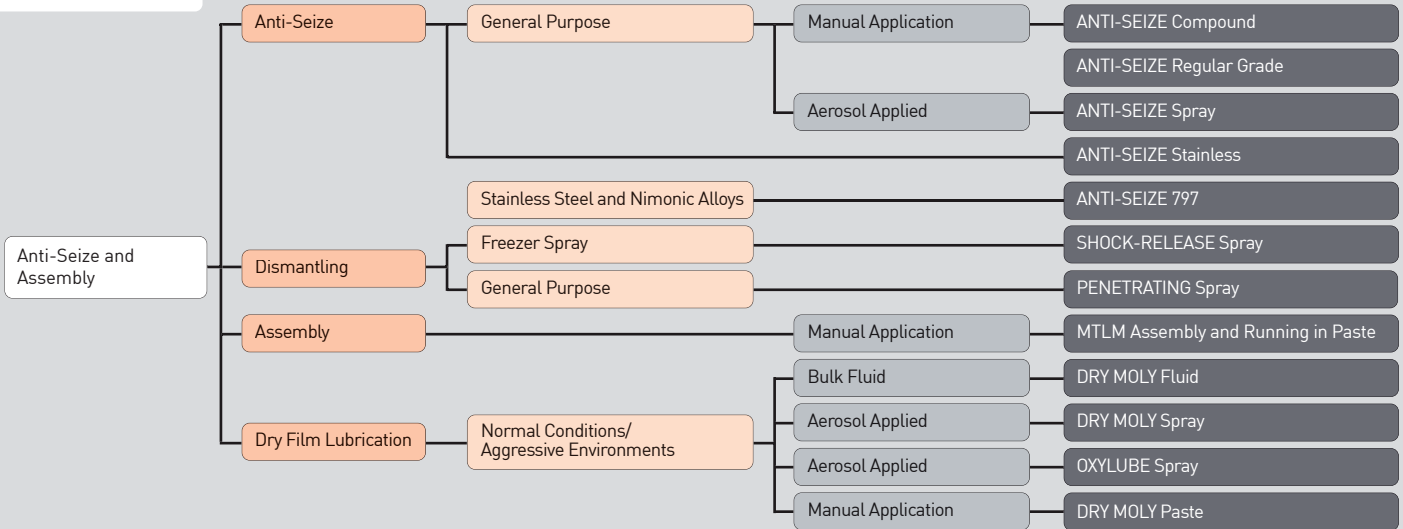 Anti-Seize
General Purpose
Manual Application
ANTI-SEIZE Compound
ANTI-SEIZE Regular Grade
Aerosol Applied
ANTI-SEIZE Spray
ANTI-SEIZE Stainless
Stainless Steel and Nimonic Alloys
ANTI-SEIZE 797
Anti-Seize and
Assembly
Dismantling
Freezer Spray
SHOCK-RELEASE Spray
General Purpose
PENETRATING Spray
Assembly
Manual Application
MTLM Assembly and Running in Paste
Dry Film Lubrication
Normal Conditions/
Aggressive Environments
Bulk Fluid
DRY MOLY Fluid
Aerosol Applied
DRY MOLY Spray
Aerosol Applied
OXYLUBE Spray
Manual Application
DRY MOLY Paste